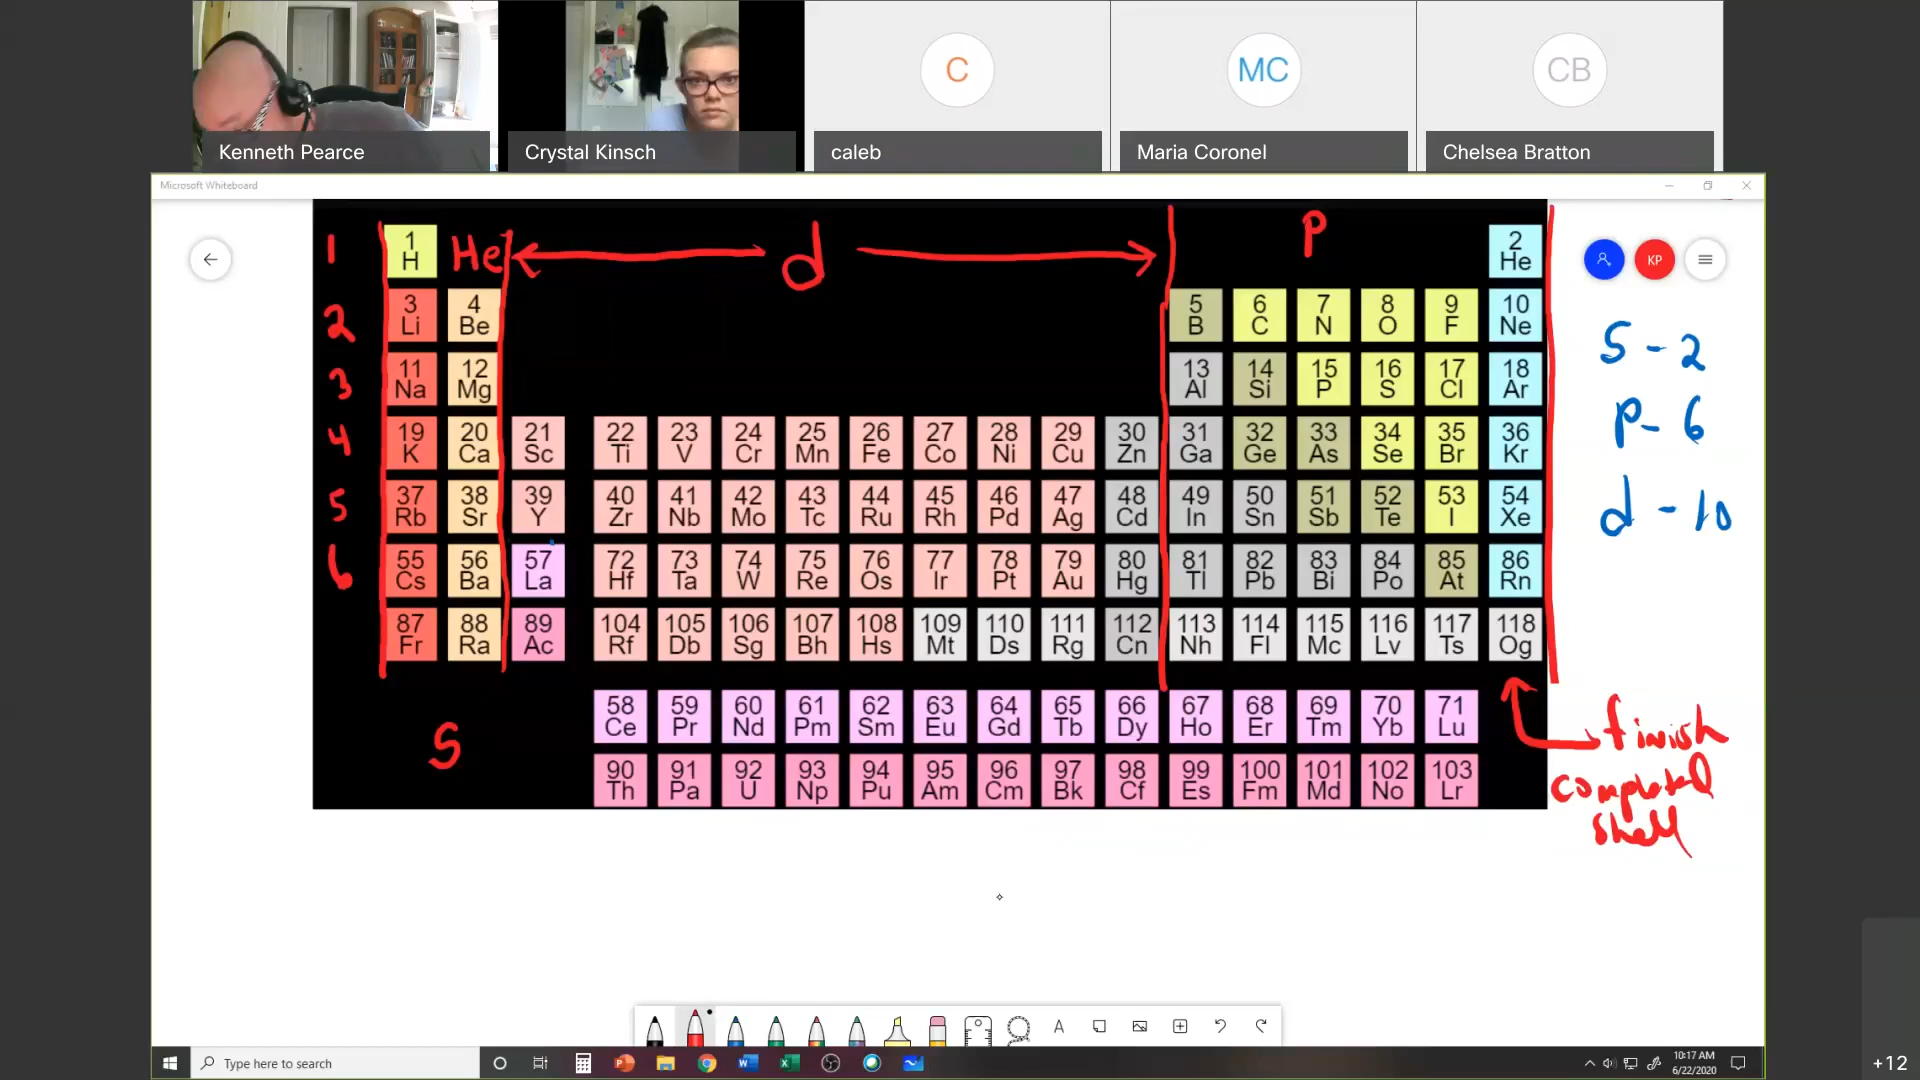 C
MC
CB
Kenneth Pearce
Crystal Kinsch
caleb
Maria Coronel
Chelsea Bratton
Microsoft Whiteboard
1 1 H He d P 2 He
KP
2 3 Li 4 Be 5 B 6 C 7 N 8 O 9 F 10 Ne
S - 2
3 11 Na 12 Mg 13 Al 14 Si 15 P 16 S 17 Cl 18 Ar
P - 6
4 19 K 20 Ca 21 Sc 22 Ti 23 V 24 Cr 25 Mn 26 Fe 27 Co 28 Ni 29 Cu 30 Zn 31 Ga 32 Ge 33 As 34 Se 35 Br 36 Kr
5 37 Rb 38 Sr 39 Y 40 Zr 41 Nb 42 Mo 43 Tc 44 Ru 45 Rh 46 Pd 47 Ag 48 Cd 49 In 50 Sn 51 Sb 52 Te 53 I 54 Xe
d - 10
6 55 Cs 56 Ba 57 La 72 Hf 73 Ta 74 W 75 Re 76 Os 77 Ir 78 Pt 79 Au 80 Hg 81 Tl 82 Pb 83 Bi 84 Po 85 At 86 Rn
87 Fr 88 Ra 89 Ac 104 Rf 105 Db 106 Sg 107 Bh 108 Hs 109 Mt 110 Ds 111 Rg 112 Cn 113 Nh 114 Fl 115 Mc 116 Lv 117 Ts 118 Og
58 Ce 59 Pr 60 Nd 61 Pm 62 Sm 63 Eu 64 Gd 65 Tb 66 Dy 67 Ho 68 Er 69 Tm 70 Yb 71 Lu
S
90 Th 91 Pa 92 U 93 Np 94 Pu 95 Am 96 Cm 97 Bk 98 Cf 99 Es 100 Fm 101 Md 102 No 103 Lr
finish
completed
shell
A
Type here to search
10:17 AM
6/22/2020
+12